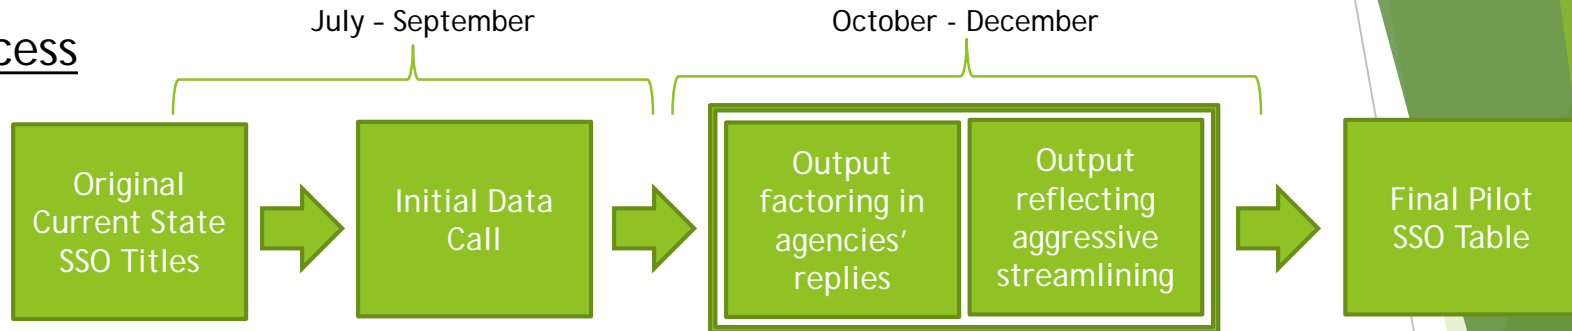 July – September
October - December
Original
Current State
SSO Titles
Initial Data
Call
Output
factoring in
agencies’
replies
Output
reflecting
aggressive
streamlining
Final Pilot
SSO Table